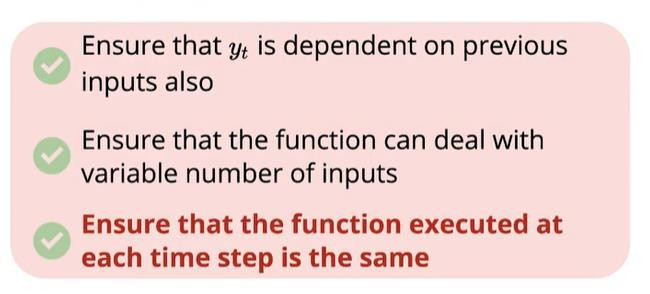 Ensure that yₜ is dependent on previous
inputs also
Ensure that the function can deal with
variable number of inputs
Ensure that the function executed at
each time step is the same